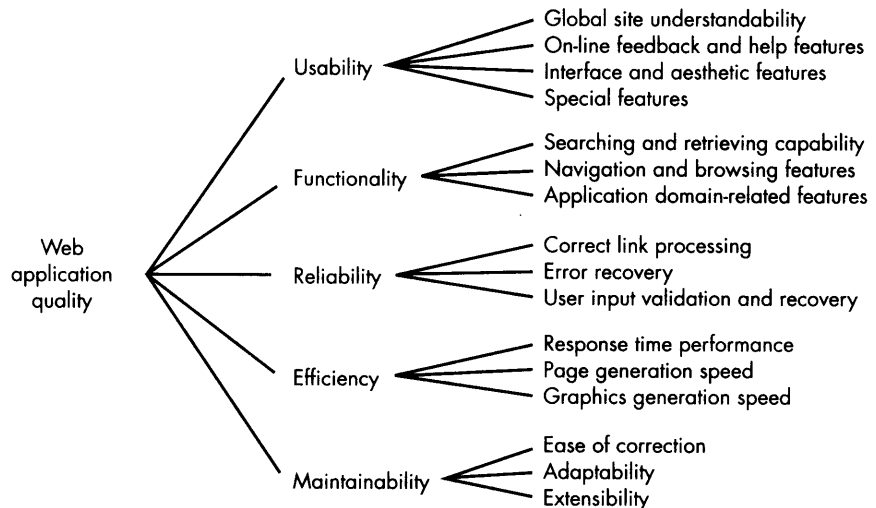 Web
application
quality
Usability
Global site understandability
On-line feedback and help features
Interface and aesthetic features
Special features
Functionality
Searching and retrieving capability
Navigation and browsing features
Application domain-related features
Reliability
Correct link processing
Error recovery
User input validation and recovery
Efficiency
Response time performance
Page generation speed
Graphics generation speed
Maintainability
Ease of correction
Adaptability
Extensibility